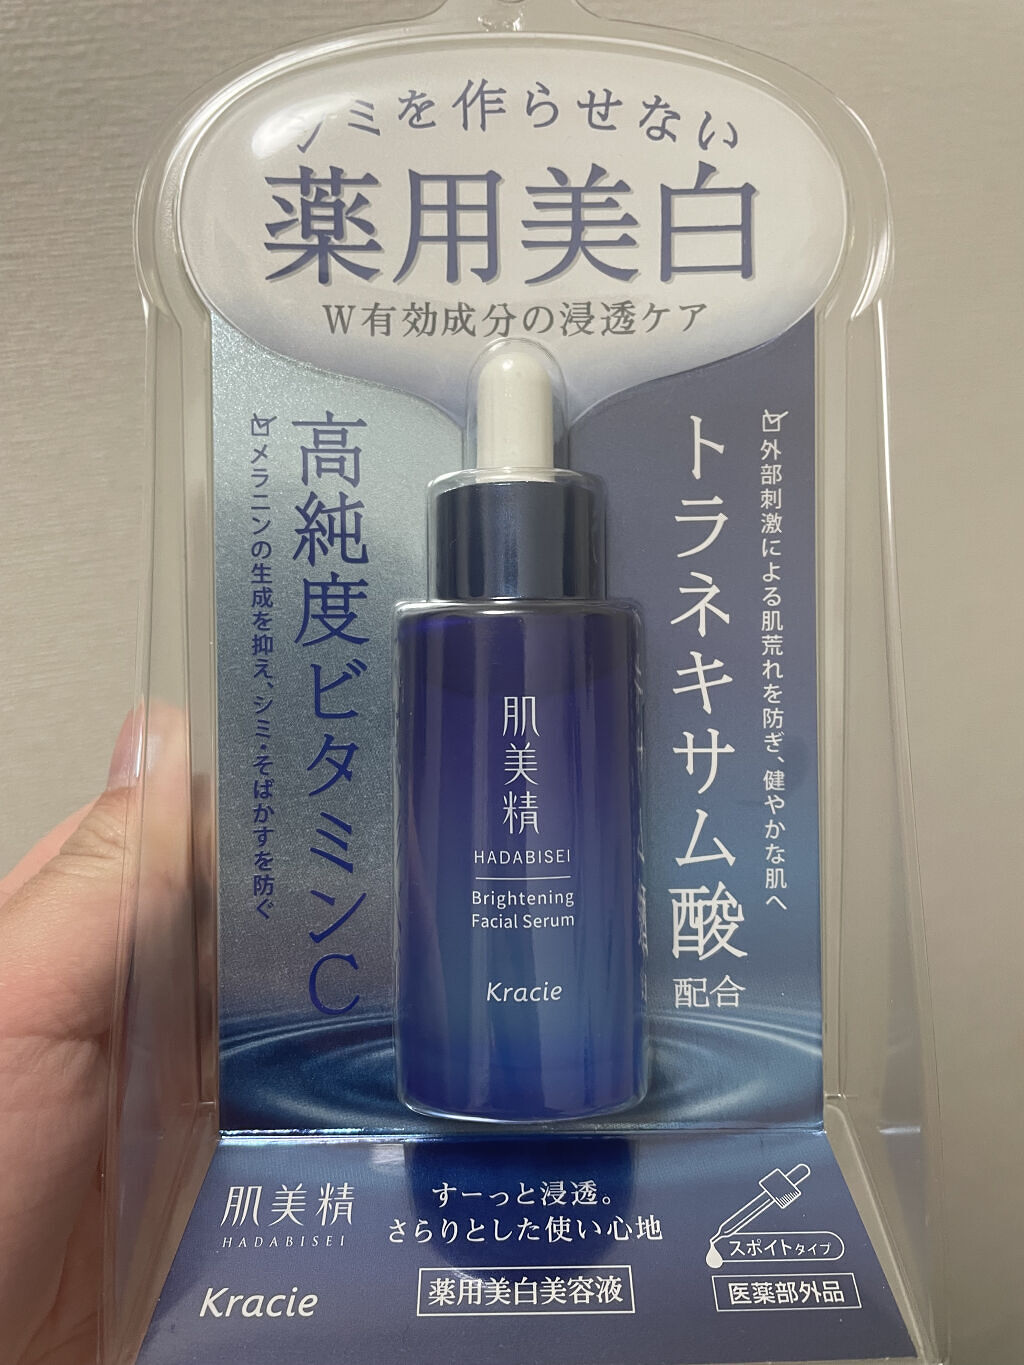 シミを作らせない
薬用美白
W有効成分の浸透ケア
高純度ビタミンC
メラニンの生成を抑え、シミ・そばかすを防ぐ
外部刺激による肌荒れを防ぎ、健やかな肌へ
トラネキサム酸
配合
肌美精
HADABISEI
Brightening
Facial Serum
Kracie
肌美精
HADABISEI
Kracie
すーっと浸透。
さらりとした使い心地
薬用美白美容液
スポイトタイプ
医薬部外品